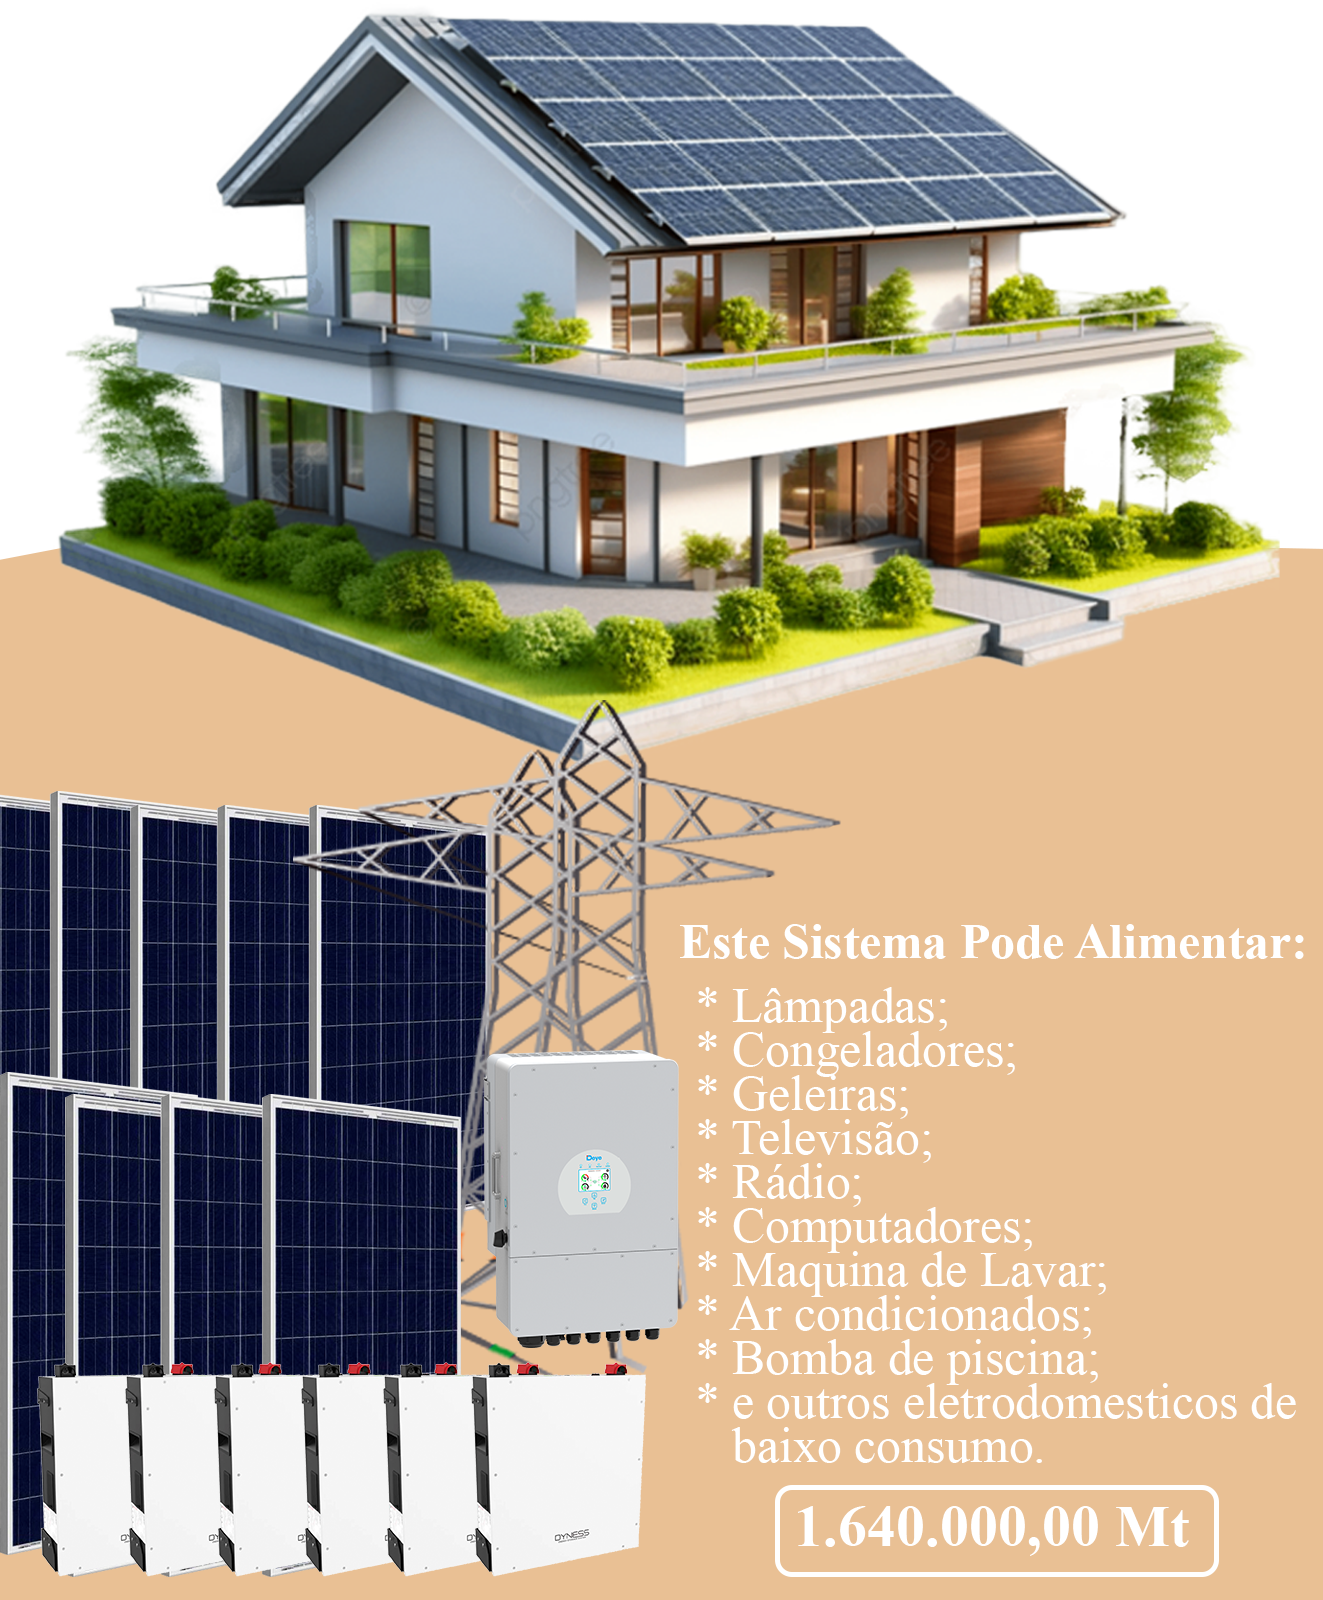 Este Sistema Pode Alimentar:
* Lâmpadas;
* Congeladores;
* Geleiras;
* Televisão;
* Rádio;
* Computadores;
* Maquina de Lavar;
* Ar condicionados;
* Bomba de piscina;
* e outros eletrodomesticos de
baixo consumo.
1.640.000,00 Mt
Deye
DYNESS
pngtree